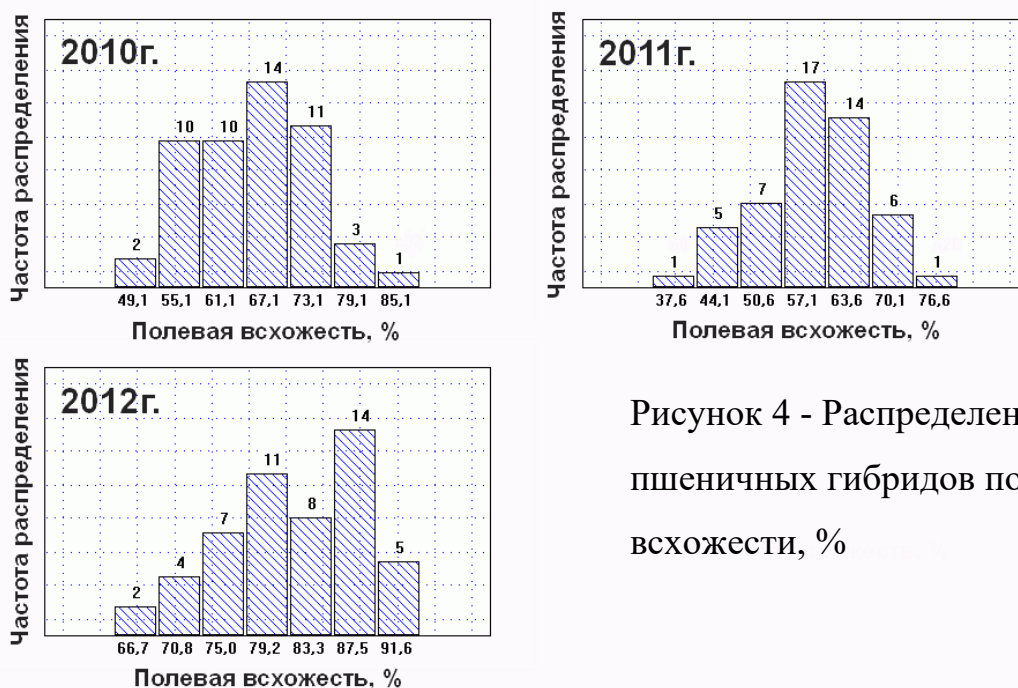 Частота распределения
2010г.
2
10
10
14
11
3
1
49,1 55,1 61,1 67,1 73,1 79,1 85,1
Полевая всхожесть, %
Частота распределения
2011г.
1
5
7
17
14
6
1
37,6 44,1 50,6 57,1 63,6 70,1 76,6
Полевая всхожесть, %
Частота распределения
2012г.
2
4
7
11
8
14
5
66,7 70,8 75,0 79,2 83,3 87,5 91,6
Полевая всхожесть, %
Рисунок 4 - Распределен
пшеничных гибридов по
всхожести, %